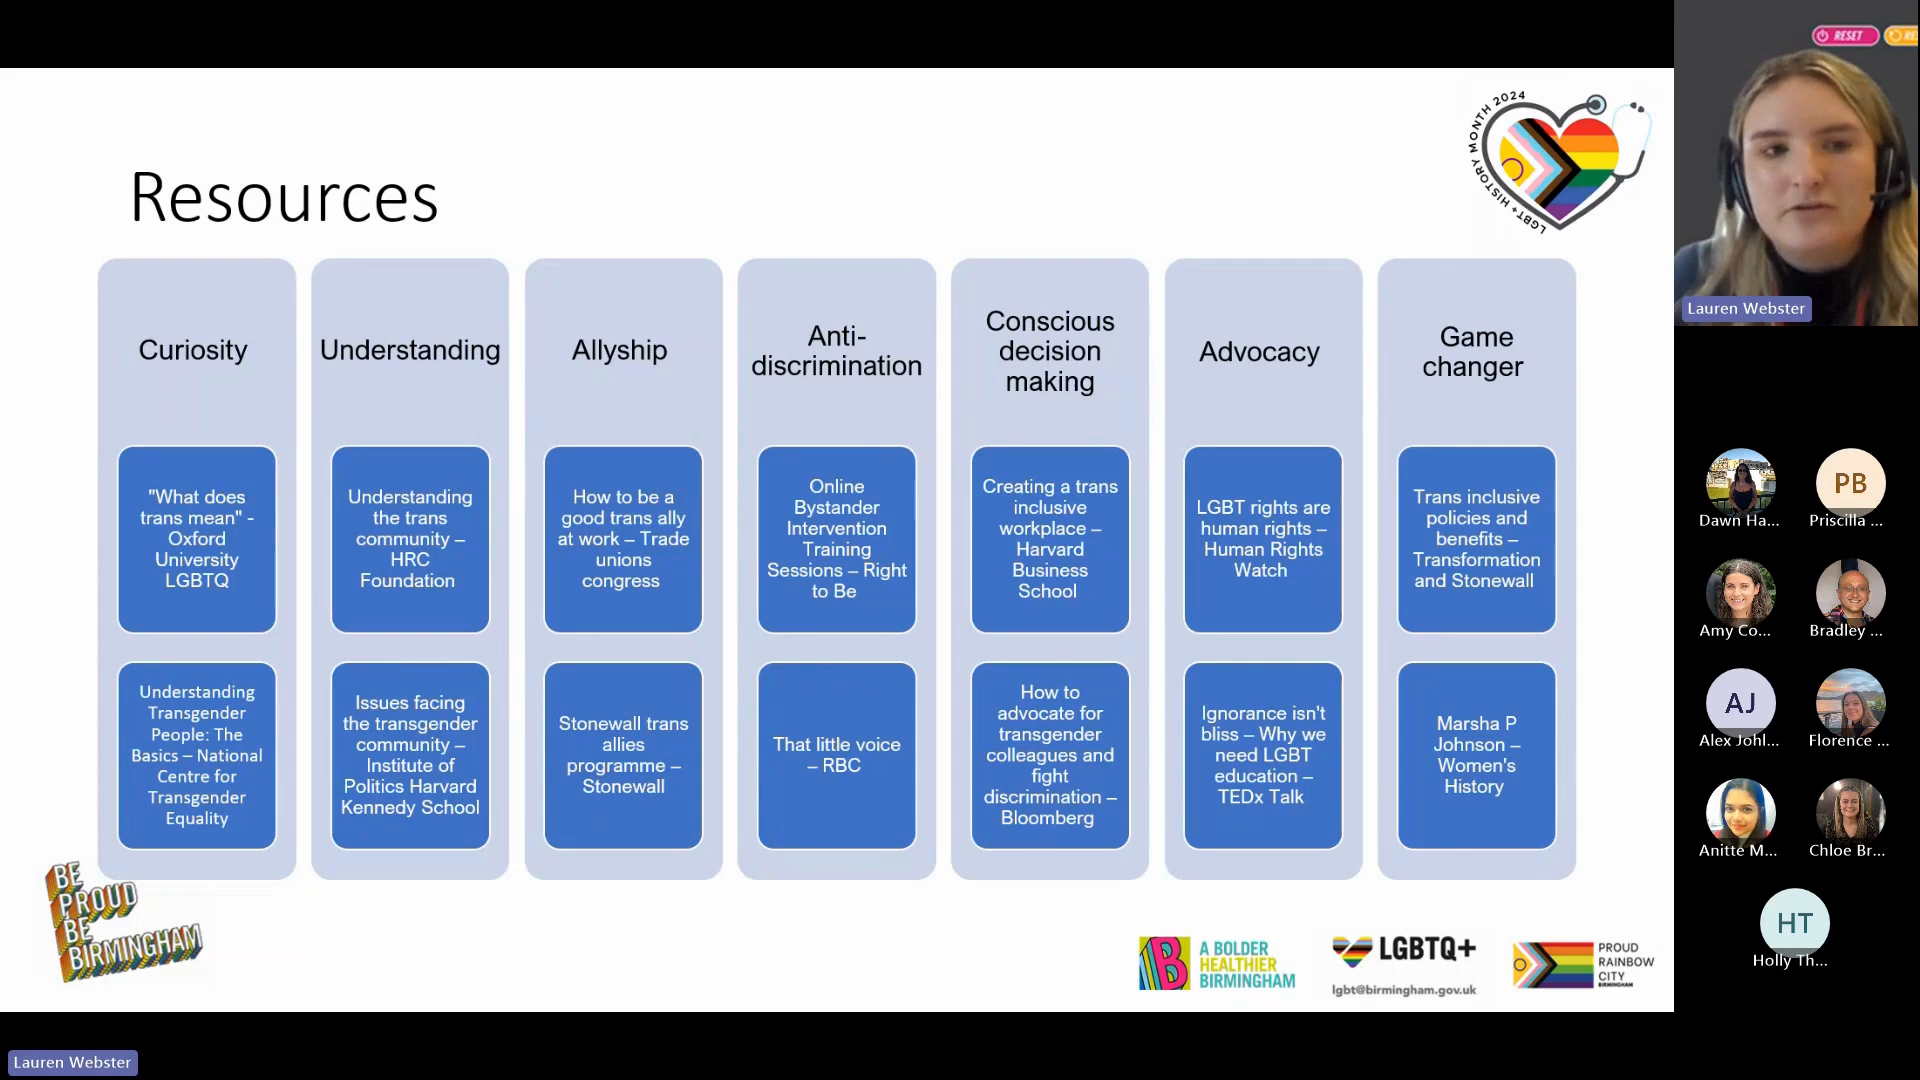 RESET
LGBT+ HISTORY MONTH 2024
Resources
Lauren Webster
Curiosity
"What does
trans mean" -
Oxford
University
LGBTQ
Understanding
Transgender
People: The
Basics – National
Centre for
Transgender
Equality
Understanding
Understanding
the trans
community –
HRC
Foundation
Issues facing
the transgender
community –
Institute of
Politics Harvard
Kennedy School
Allyship
How to be a
good trans ally
at work – Trade
unions
congress
Stonewall trans
allies
programme –
Stonewall
Anti-
discrimination
Online
Bystander
Intervention
Training
Sessions – Right
to Be
That little voice
– RBC
Conscious
decision
making
Creating a trans
inclusive
workplace –
Harvard
Business
School
How to
advocate for
transgender
colleagues and
fight
discrimination –
Bloomberg
Advocacy
LGBT rights are
human rights –
Human Rights
Watch
Ignorance isn't
bliss – Why we
need LGBT
education –
TEDx Talk
Game
changer
Trans inclusive
policies and
benefits –
Transformation
and Stonewall
Marsha P
Johnson –
Women's
History
PB
Dawn Ha...
Priscilla ...
Amy Co...
Bradley ...
AJ
Alex Johl...
Florence ...
Anitte M...
Chloe Br...
HT
Holly Th...
BE
PROUD
BE
BIRMINGHAM
B
A BOLDER
HEALTHIER
BIRMINGHAM
LGBTQ+
lgbt@birmingham.gov.uk
PROUD
RAINBOW
CITY
BIRMINGHAM
Lauren Webster